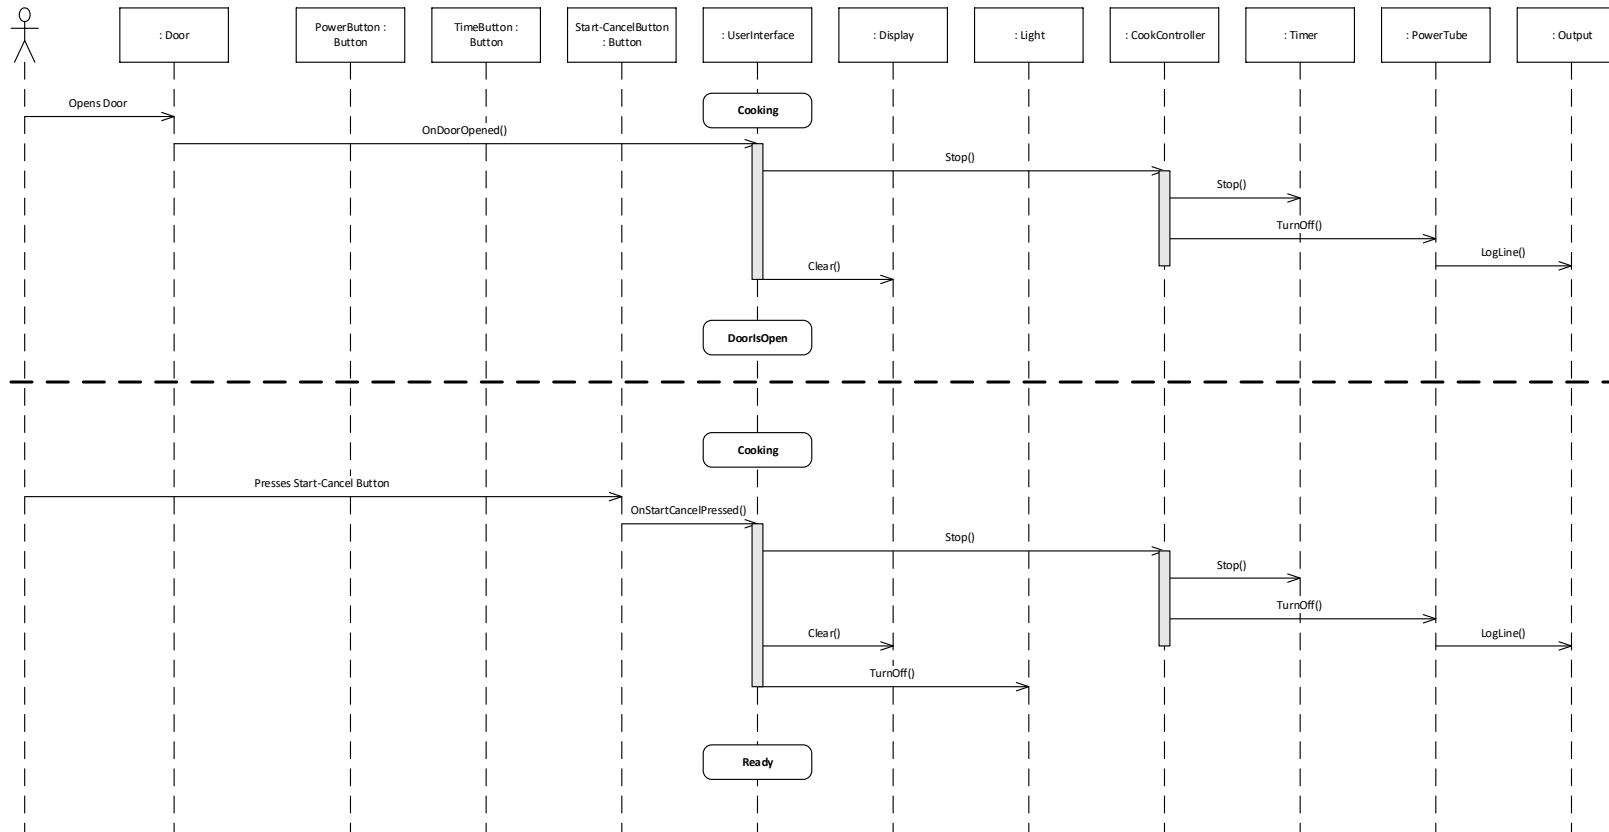 : Door
PowerButton :
Button
TimeButton :
Button
Start-CancelButton
: Button
: UserInterface
: Display
: Light
: CookController
: Timer
: PowerTube
: Output
Cooking
Opens Door
OnDoorOpened()
Stop()
Stop()
TurnOff()
LogLine()
Clear()
DoorIsOpen
Cooking
Presses Start-Cancel Button
OnStartCancelPressed()
Stop()
Stop()
TurnOff()
Clear()
LogLine()
TurnOff()
Ready